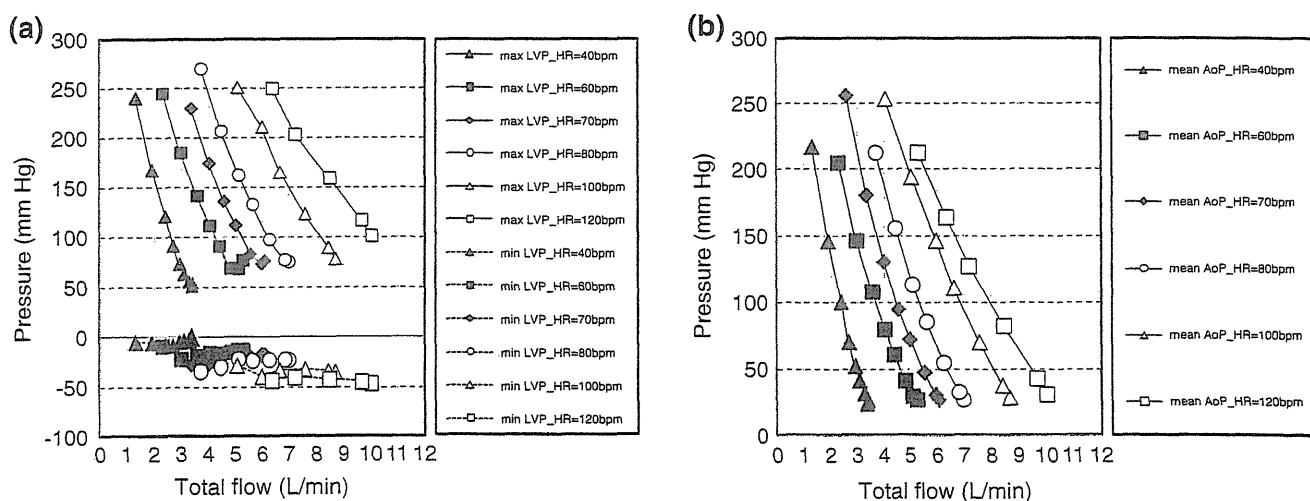 (a)
300
250
200
150
100
50
0
-50
-100
Pressure (mm Hg)
0 1 2 3 4 5 6 7 8 9 10 11 12
Total flow (L/min)
max LVP_HR=40bpm
max LVP_HR=60bpm
max LVP_HR=70bpm
max LVP_HR=80bpm
max LVP_HR=100bpm
max LVP_HR=120bpm
min LVP_HR=40bpm
min LVP_HR=60bpm
min LVP_HR=70bpm
min LVP_HR=80bpm
min LVP_HR=100bpm
min LVP_HR=120bpm
(b)
300
250
200
150
100
50
0
Pressure (mm Hg)
0 1 2 3 4 5 6 7 8 9 10 11 12
Total flow (L/min)
mean AoP_HR=40bpm
mean AoP_HR=60bpm
mean AoP_HR=70bpm
mean AoP_HR=80bpm
mean AoP_HR=100bpm
mean AoP_HR=120bpm